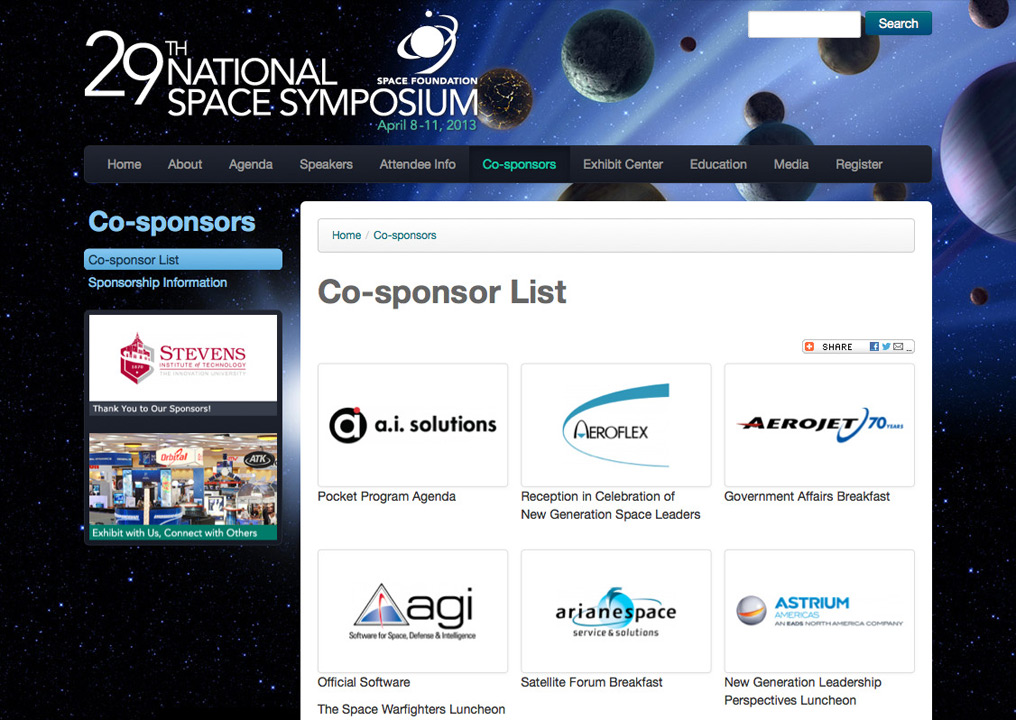 29TH NATIONAL
SPACE SYMPOSIUM
SPACE FOUNDATION
April 8-11, 2013
Search
Home About Agenda Speakers Attendee Info Co-sponsors Exhibit Center Education Media Register
Co-sponsors
Co-sponsor List
Sponsorship Information
STEVENS
INSTITUTE of TECHNOLOGY
THE INNOVATION UNIVERSITY
1870
Thank You to Our Sponsors!
Orbital
ATK
Exhibit with Us, Connect with Others
Home / Co-sponsors
Co-sponsor List
SHARE
ai a.i. solutions
Pocket Program Agenda
AEROFLEX
Reception in Celebration of
New Generation Space Leaders
AEROJET 70 YEARS
Government Affairs Breakfast
agi
Software for Space, Defense & Intelligence
Official Software
The Space Warfighters Luncheon
arianespace
service & solutions
Satellite Forum Breakfast
ASTRIUM
AMERICAS
AN EADS NORTH AMERICA COMPANY
New Generation Leadership
Perspectives Luncheon